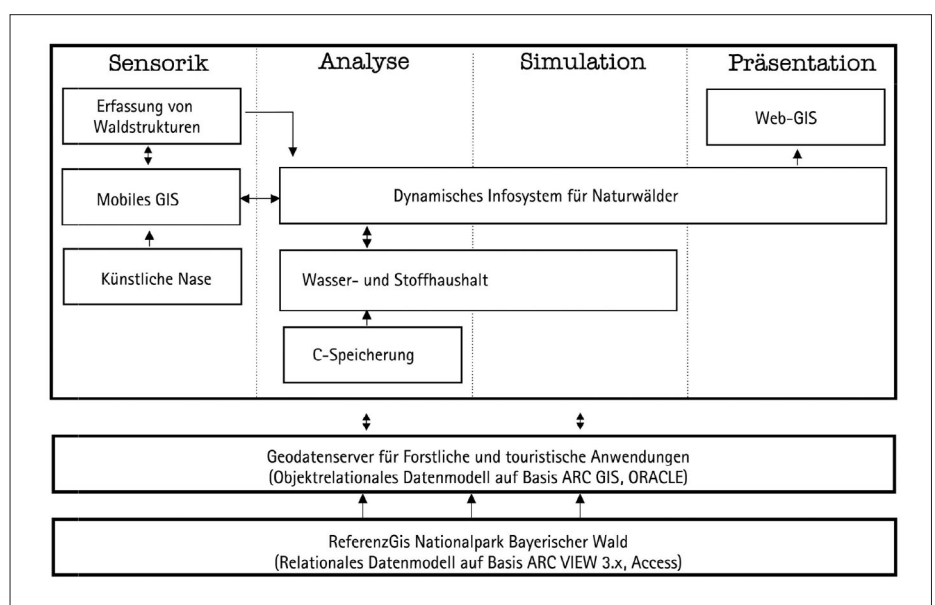 Sensorik
Analyse
Simulation
Präsentation
Erfassung von
Waldstrukturen
Web-GIS
Mobiles GIS
Dynamisches Infosystem für Naturwälder
Künstliche Nase
Wasser- und Stoffhaushalt
C-Speicherung
Geodatenserver für Forstliche und touristische Anwendungen
(Objektrelationales Datenmodell auf Basis ARC GIS, ORACLE)
ReferenzGis Nationalpark Bayerischer Wald
(Relationales Datenmodell auf Basis ARC VIEW 3.x, Access)